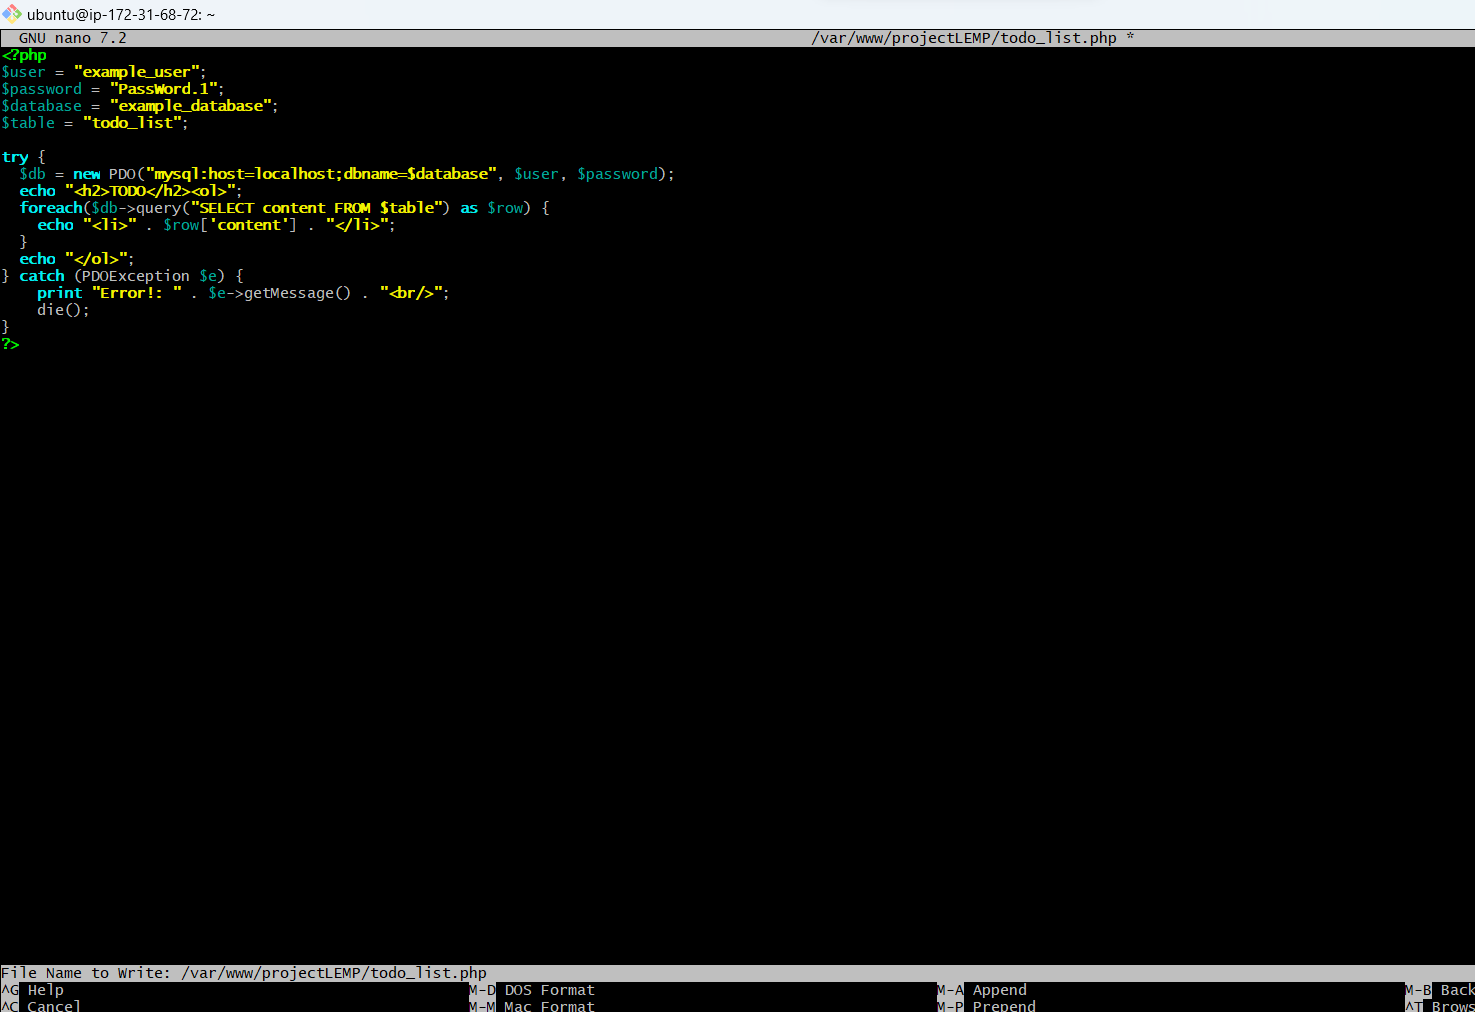 ubuntu@ip-172-31-68-72: ~
GNU nano 7.2 /var/www/projectLEMP/todo_list.php *
<?php
$user = "example_user";
$password = "PassWord.1";
$database = "example_database";
$table = "todo_list";

try {
  $db = new PDO("mysql:host=localhost;dbname=$database", $user, $password);
  echo "<h2>TODO</h2><ol>";
  foreach($db->query("SELECT content FROM $table") as $row) {
    echo "<li>" . $row['content'] . "</li>";
  }
  echo "</ol>";
} catch (PDOException $e) {
    print "Error!: " . $e->getMessage() . "<br/>";
    die();
}
?>
File Name to Write: /var/www/projectLEMP/todo_list.php
^G Help M-D DOS Format M-A Append M-B Back
^C Cancel M-M Mac Format M-P Prepend ^T Brows